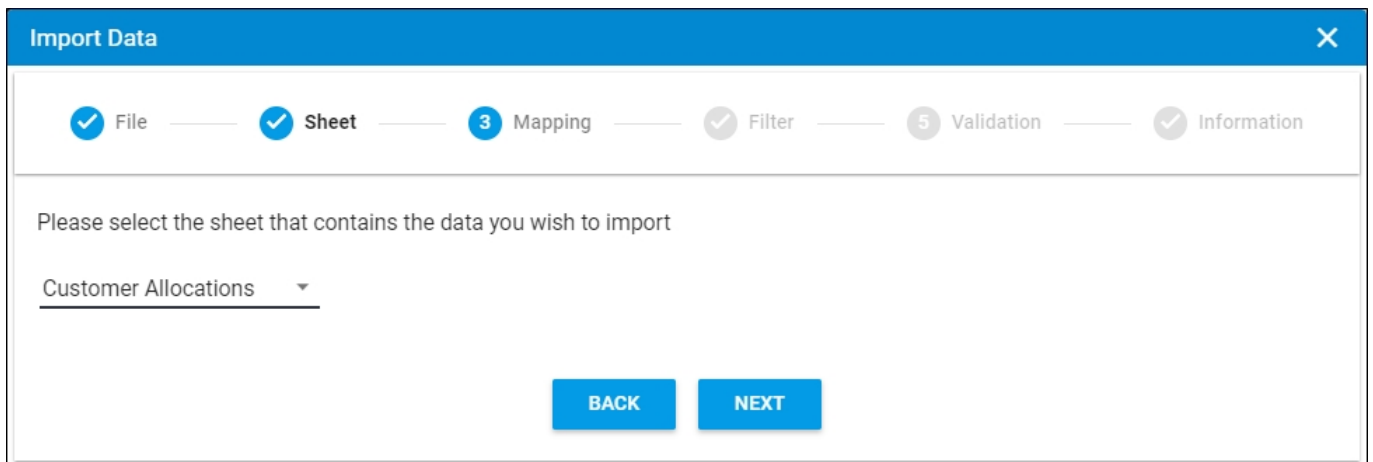 Import Data
File Sheet 3 Mapping Filter 5 Validation Information
Please select the sheet that contains the data you wish to import
Customer Allocations
BACK NEXT